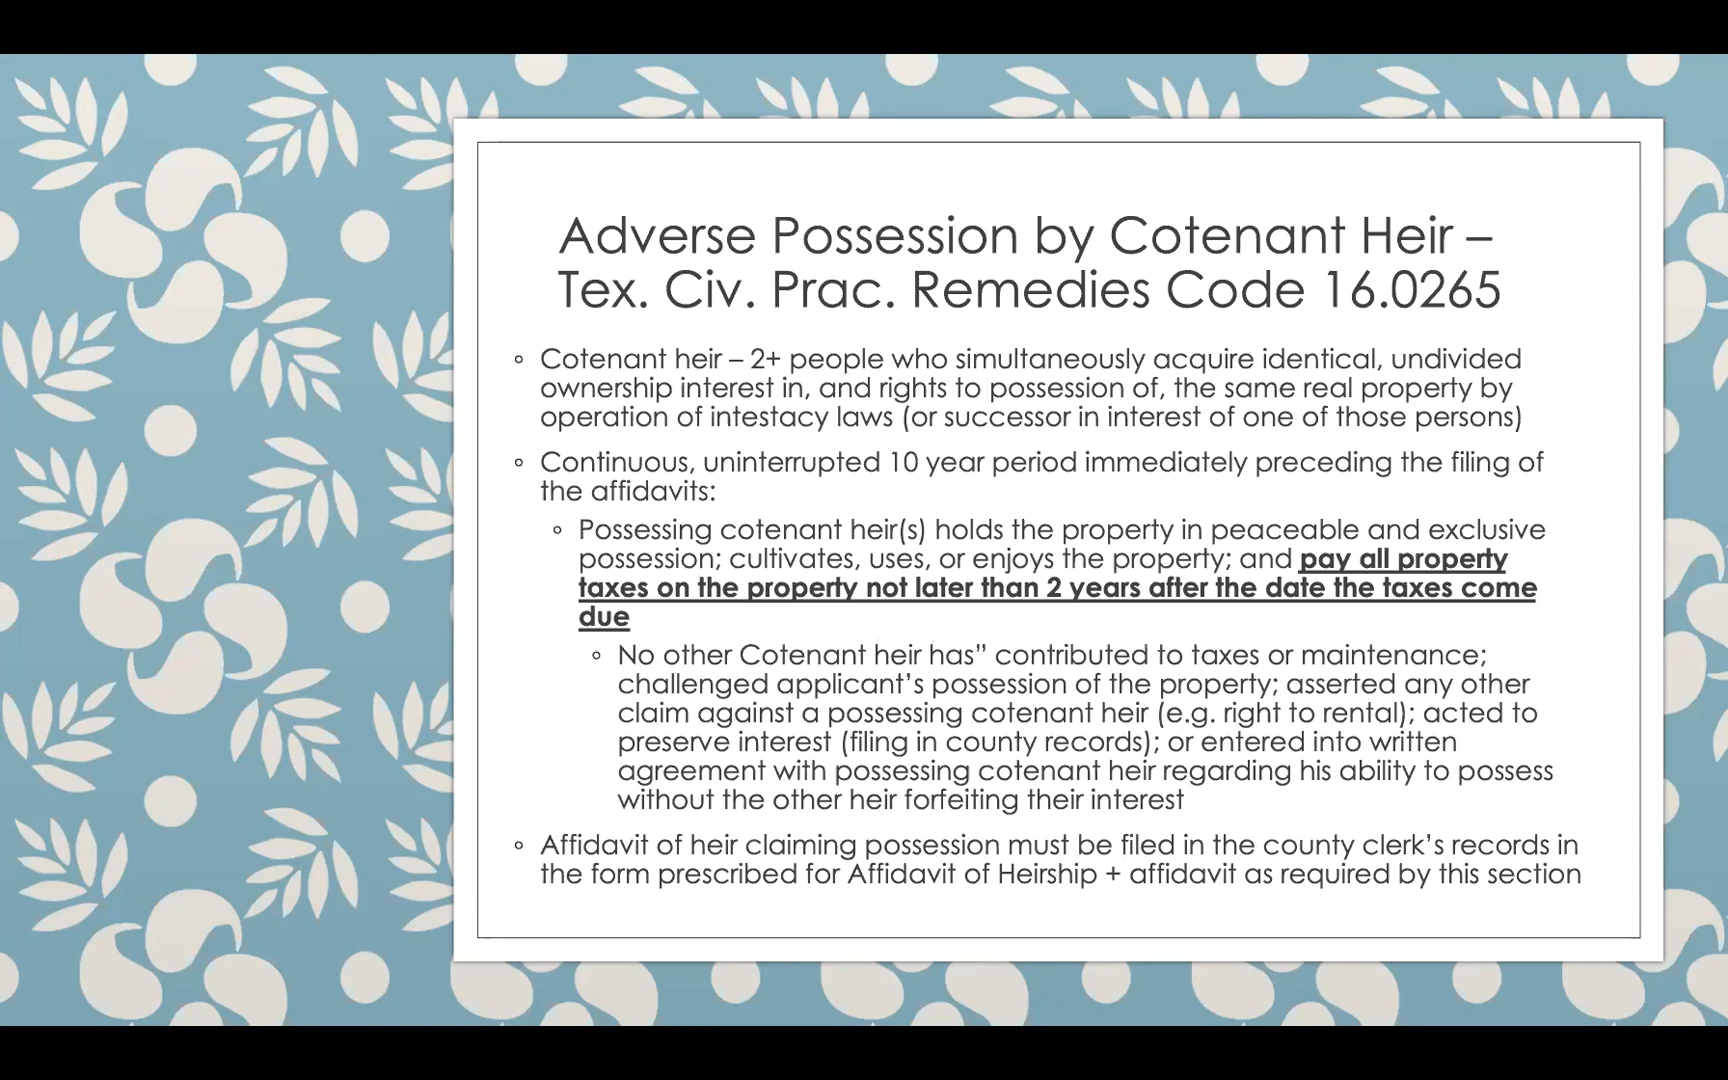 Adverse Possession by Cotenant Heir –
Tex. Civ. Prac. Remedies Code 16.0265
◦ Cotenant heir – 2+ people who simultaneously acquire identical, undivided
ownership interest in, and rights to possession of, the same real property by
operation of intestacy laws (or successor in interest of one of those persons)
◦ Continuous, uninterrupted 10 year period immediately preceding the filing of
the affidavits:
◦ Possessing cotenant heir(s) holds the property in peaceable and exclusive
possession; cultivates, uses, or enjoys the property; and pay all property
taxes on the property not later than 2 years after the date the taxes come
due
◦ No other Cotenant heir has” contributed to taxes or maintenance;
challenged applicant’s possession of the property; asserted any other
claim against a possessing cotenant heir (e.g. right to rental); acted to
preserve interest (filing in county records); or entered into written
agreement with possessing cotenant heir regarding his ability to possess
without the other heir forfeiting their interest
◦ Affidavit of heir claiming possession must be filed in the county clerk’s records in
the form prescribed for Affidavit of Heirship + affidavit as required by this section